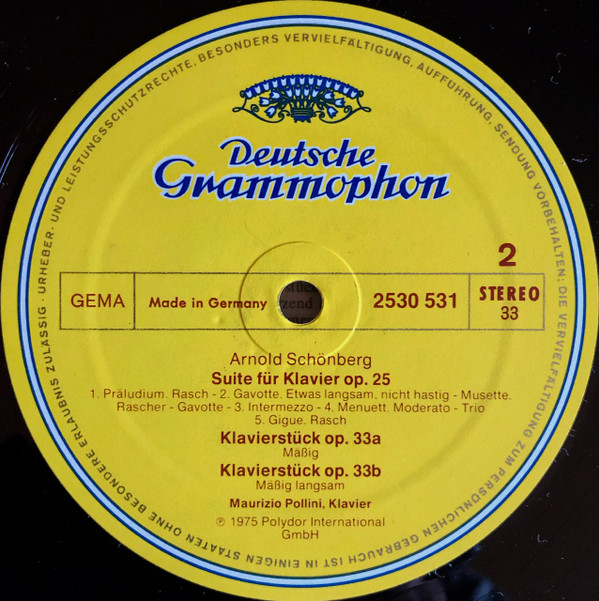 URHEBER- UND LEISTUNGSSCHUTZRECHTE, BESONDERS VERVIELFÄLTIGUNG, AUFFÜHRUNG, SENDUNG VORBEHALTEN; DIE VERVIELFÄLTIGUNG ZUM PERSÖNLICHEN GEBRAUCH IST IN EINIGEN STAATEN OHNE BESONDERE ERLAUBNIS ZULÄSSIG ·
Deutsche
Grammophon
2
GEMA
Made in Germany
2530 531
STEREO
33
Arnold Schönberg
Suite für Klavier op. 25
1. Präludium. Rasch - 2. Gavotte. Etwas langsam, nicht hastig - Musette.
Rascher - Gavotte - 3. Intermezzo - 4. Menuett. Moderato - Trio
5. Gigue. Rasch
Klavierstück op. 33a
Mäßig
Klavierstück op. 33b
Mäßig langsam
Maurizio Pollini, Klavier
℗ 1975 Polydor International
GmbH